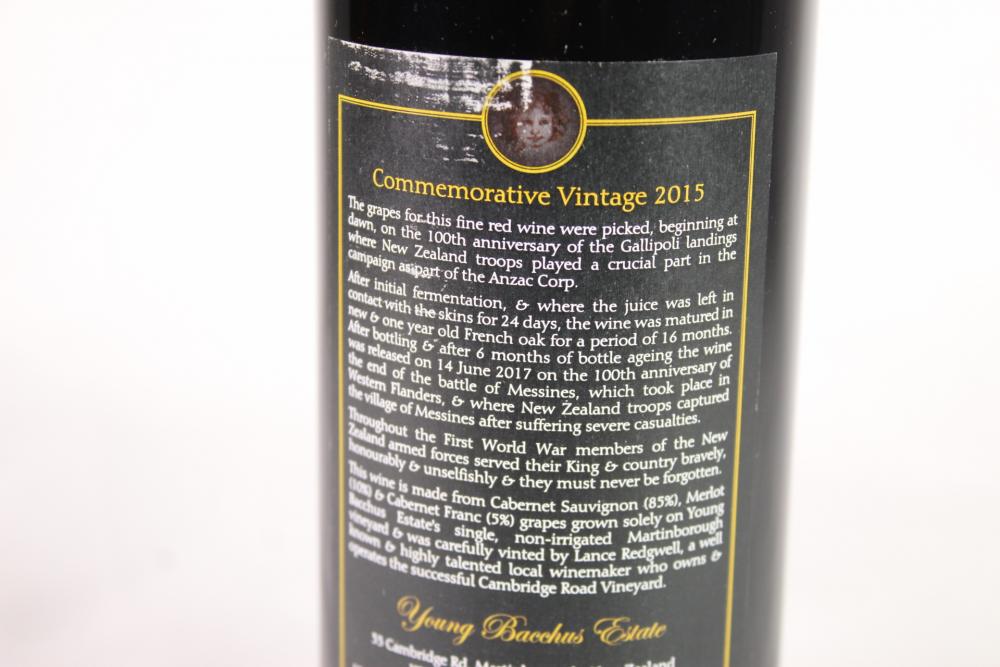 Commemorative Vintage 2015
The grapes for this fine red wine were picked, beginning at
dawn, on the 100th anniversary of the Gallipoli landings
where New Zealand troops played a crucial part in the
campaign as part of the Anzac Corp.
After initial fermentation, & where the juice was left in
contact with the skins for 24 days, the wine was matured in
new & one year old French oak for a period of 16 months.
After bottling & after 6 months of bottle ageing the wine
was released on 14 June 2017 on the 100th anniversary of
the end of the battle of Messines, which took place in
Western Flanders, & where New Zealand troops captured
the village of Messines after suffering severe casualties.
Throughout the First World War members of the New
Zealand armed forces served their King & country bravely,
honourably & unselfishly & they must never be forgotten.
This wine is made from Cabernet Sauvignon (85%), Merlot
(10%) & Cabernet Franc (5%) grapes grown solely on Young
Bacchus Estate's single, non-irrigated Martinborough
vineyard & was carefully vinted by Lance Redgwell, a well
known & highly talented local winemaker who owns &
operates the successful Cambridge Road Vineyard.
Young Bacchus Estate
33 Cambridge Rd, Zealand